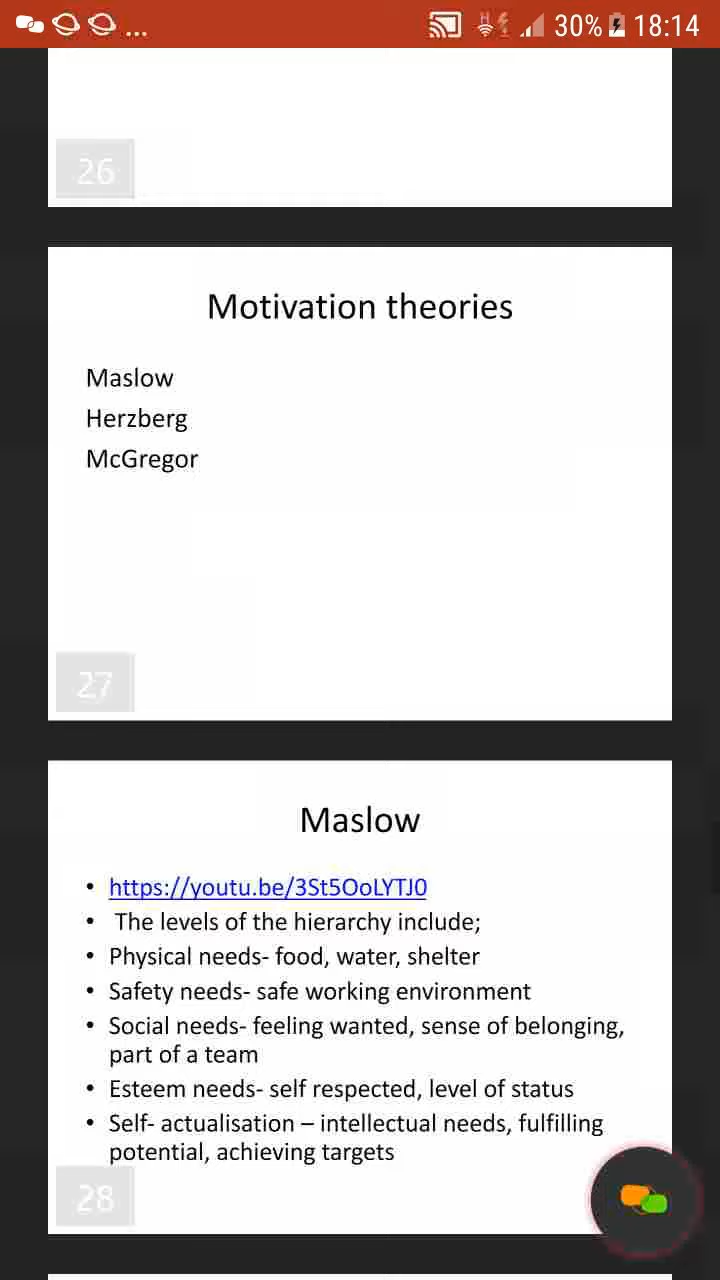 ... 30% 18:14
26
Motivation theories
Maslow
Herzberg
McGregor
27
Maslow
• https://youtu.be/3St5OoLYTJ0
• The levels of the hierarchy include;
• Physical needs- food, water, shelter
• Safety needs- safe working environment
• Social needs- feeling wanted, sense of belonging,
part of a team
• Esteem needs- self respected, level of status
• Self- actualisation – intellectual needs, fulfilling
potential, achieving targets
28